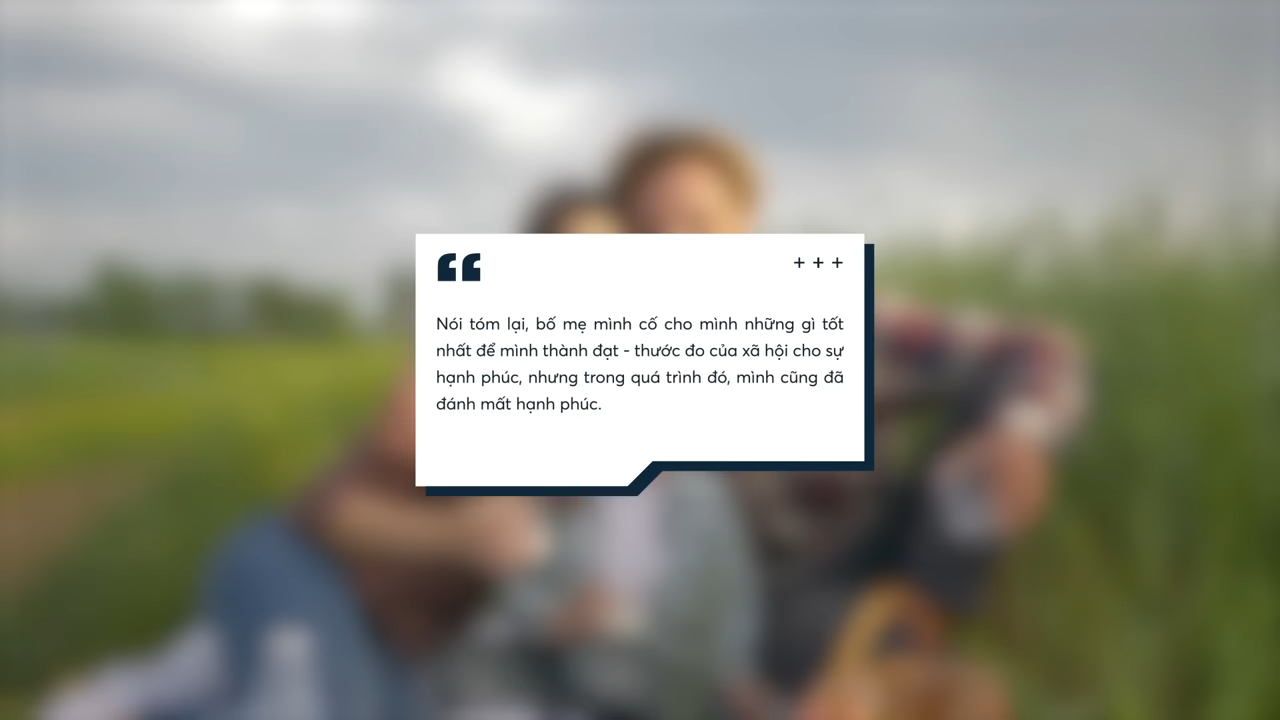 Nói tóm lại, bố mẹ mình cố cho mình những gì tốt
nhất để mình thành đạt - thước đo của xã hội cho sự
hạnh phúc, nhưng trong quá trình đó, mình cũng đã
đánh mất hạnh phúc.